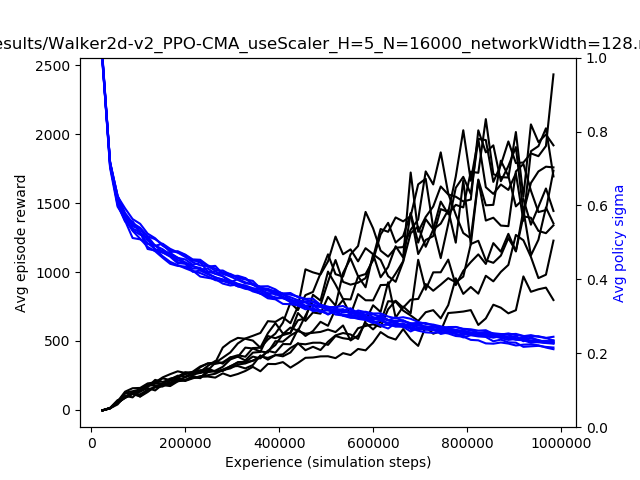 esults/Walker2d-v2_PPO-CMA_useScaler_H=5_N=16000_networkWidth=128.
2500
2000
1500
1000
500
0
Avg episode reward
1.0
0.8
0.6
0.4
0.2
0.0
Avg policy sigma
0 200000 400000 600000 800000 1000000
Experience (simulation steps)